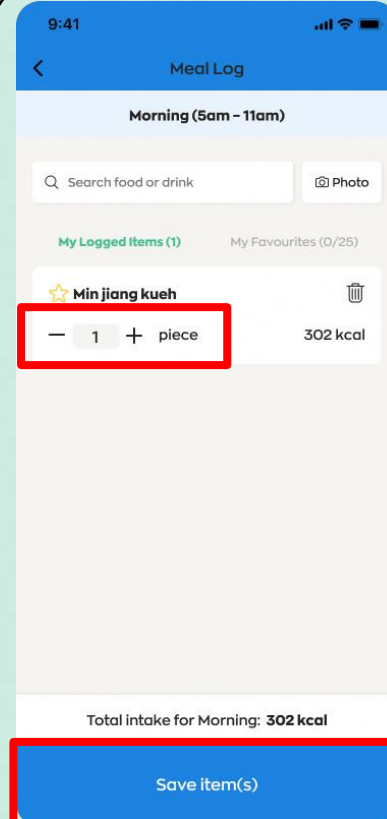 9:41
Meal Log
Morning (5am - 11am)
Search food or drink
Photo
My Logged Items (1) My Favourites (0/25)
Min jiang kueh
1 piece 302 kcal
Total intake for Morning: 302 kcal
Save item(s)